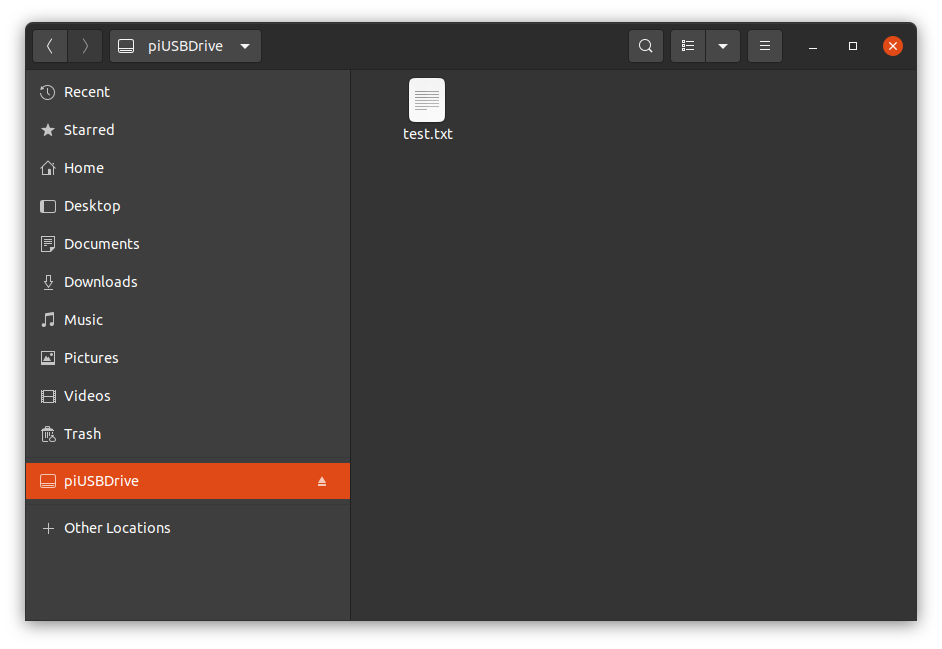 piUSBDrive
Recent
Starred
Home
Desktop
Documents
Downloads
Music
Pictures
Videos
Trash
piUSBDrive
Other Locations
test.txt